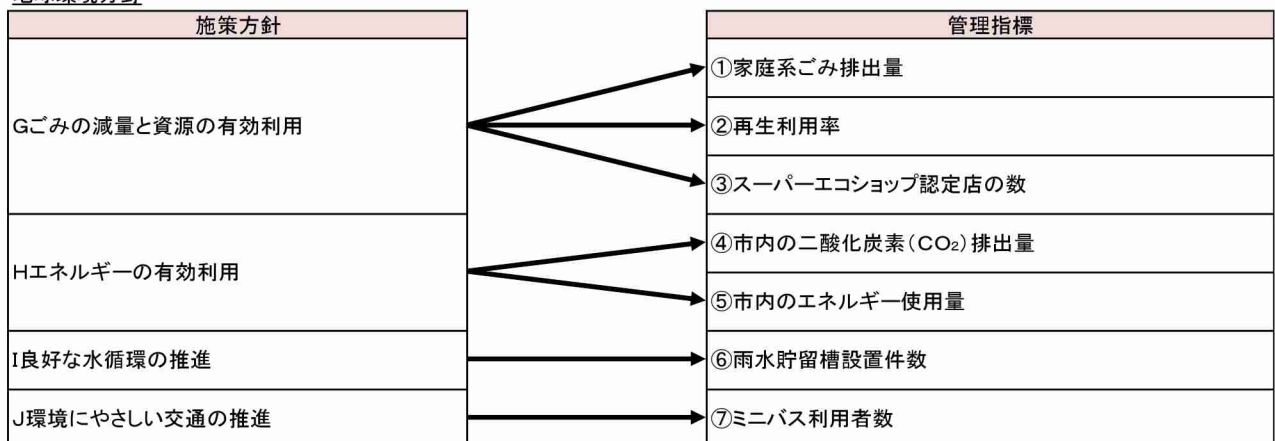 施策方針
管理指標
Gごみの減量と資源の有効利用
①家庭系ごみ排出量
②再生利用率
③スーパーエコショップ認定店の数
Hエネルギーの有効利用
④市内の二酸化炭素(CO₂)排出量
⑤市内のエネルギー使用量
I良好な水循環の推進
⑥雨水貯留槽設置件数
J環境にやさしい交通の推進
⑦ミニバス利用者数